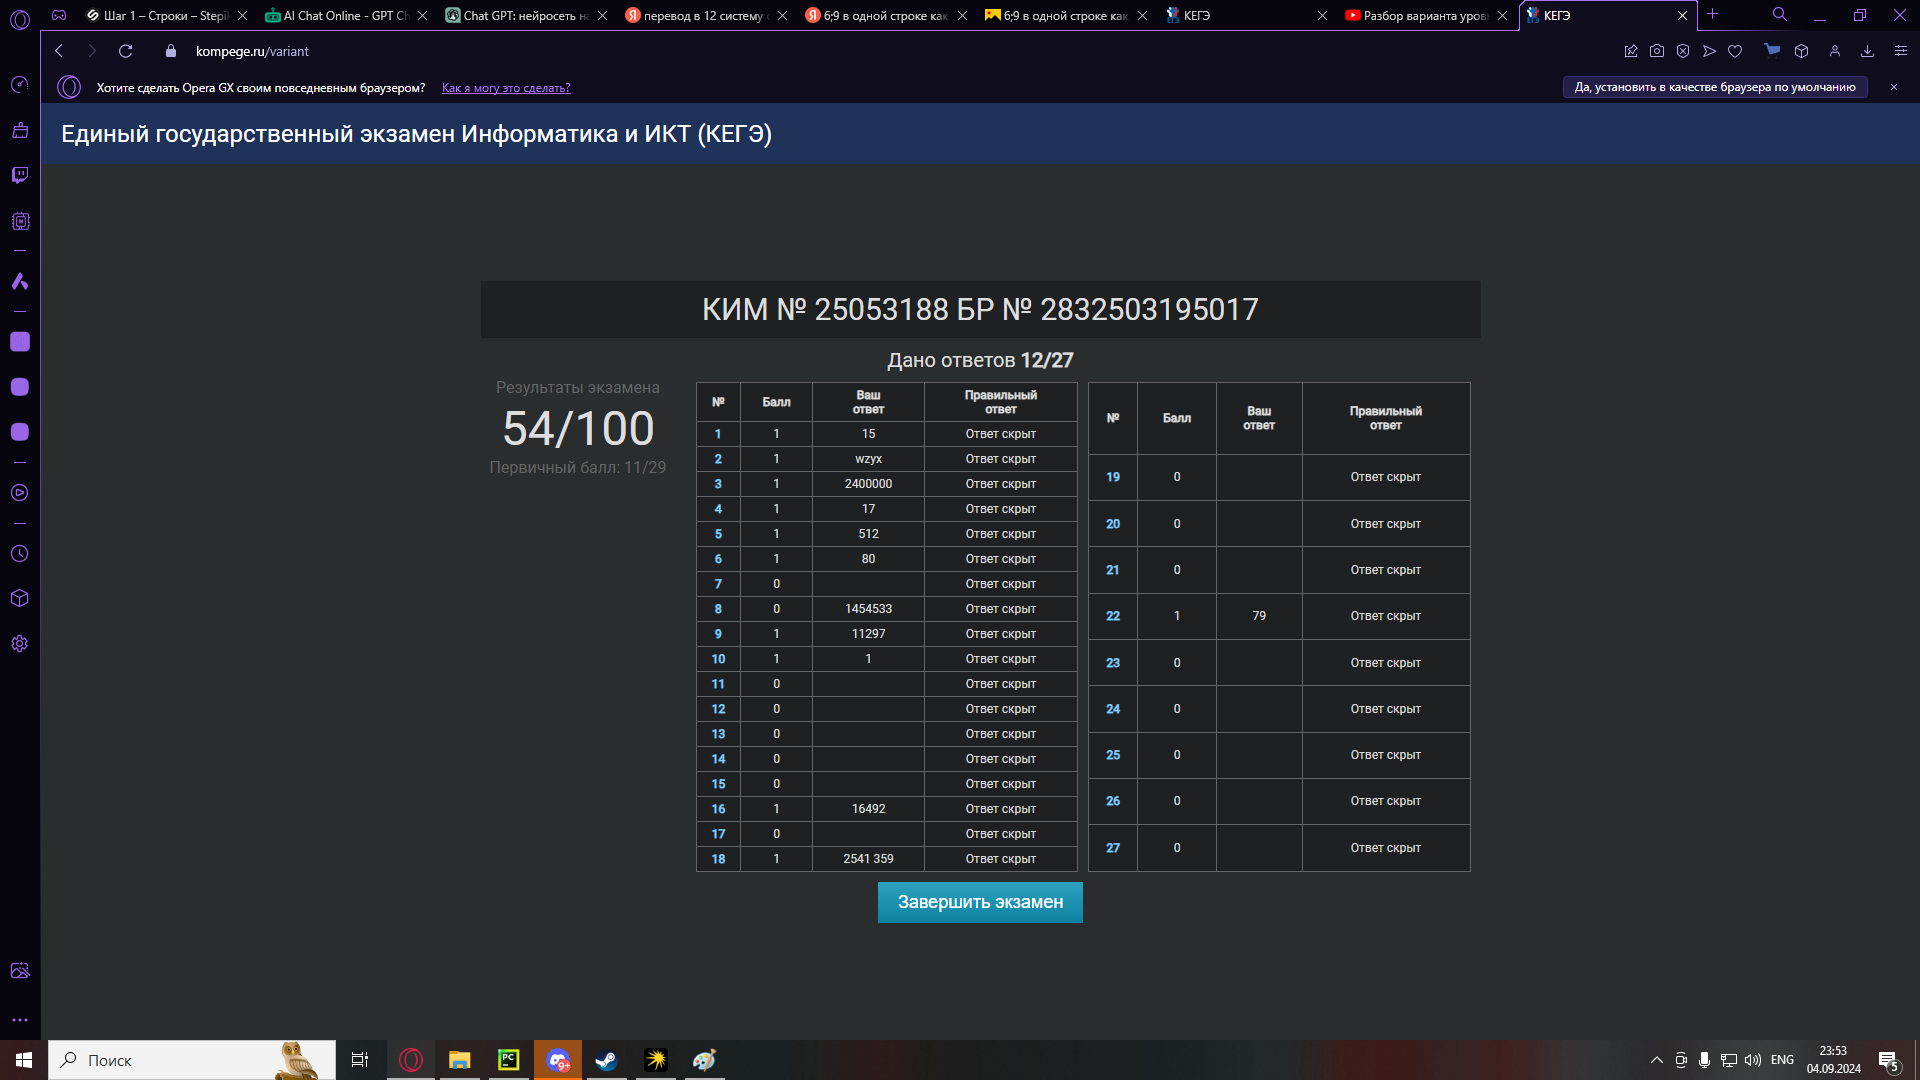 Шаг 1 – Строки – Stepi
AI Chat Online - GPT Ch
Chat GPT: нейросеть на
перевод в 12 систему с
6;9 в одной строке как
6;9 в одной строке как
КЕГЭ
Разбор варианта уровн
КЕГЭ
kompege.ru/variant
Хотите сделать Opera GX своим повседневным браузером? Как я могу это сделать? Да, установить в качестве браузера по умолчанию
Единый государственный экзамен Информатика и ИКТ (КЕГЭ)
КИМ № 25053188 БР № 2832503195017
Дано ответов 12/27
Результаты экзамена
54/100
Первичный балл: 11/29
№ Балл Ваш ответ Правильный ответ
1 1 15 Ответ скрыт
2 1 wzyx Ответ скрыт
3 1 2400000 Ответ скрыт
4 1 17 Ответ скрыт
5 1 512 Ответ скрыт
6 1 80 Ответ скрыт
7 0 Ответ скрыт
8 0 1454533 Ответ скрыт
9 1 11297 Ответ скрыт
10 1 1 Ответ скрыт
11 0 Ответ скрыт
12 0 Ответ скрыт
13 0 Ответ скрыт
14 0 Ответ скрыт
15 0 Ответ скрыт
16 1 16492 Ответ скрыт
17 0 Ответ скрыт
18 1 2541 359 Ответ скрыт
№ Балл Ваш ответ Правильный ответ
19 0 Ответ скрыт
20 0 Ответ скрыт
21 0 Ответ скрыт
22 1 79 Ответ скрыт
23 0 Ответ скрыт
24 0 Ответ скрыт
25 0 Ответ скрыт
26 0 Ответ скрыт
27 0 Ответ скрыт
Завершить экзамен
Поиск
PC
9+
ENG
23:53
04.09.2024
5